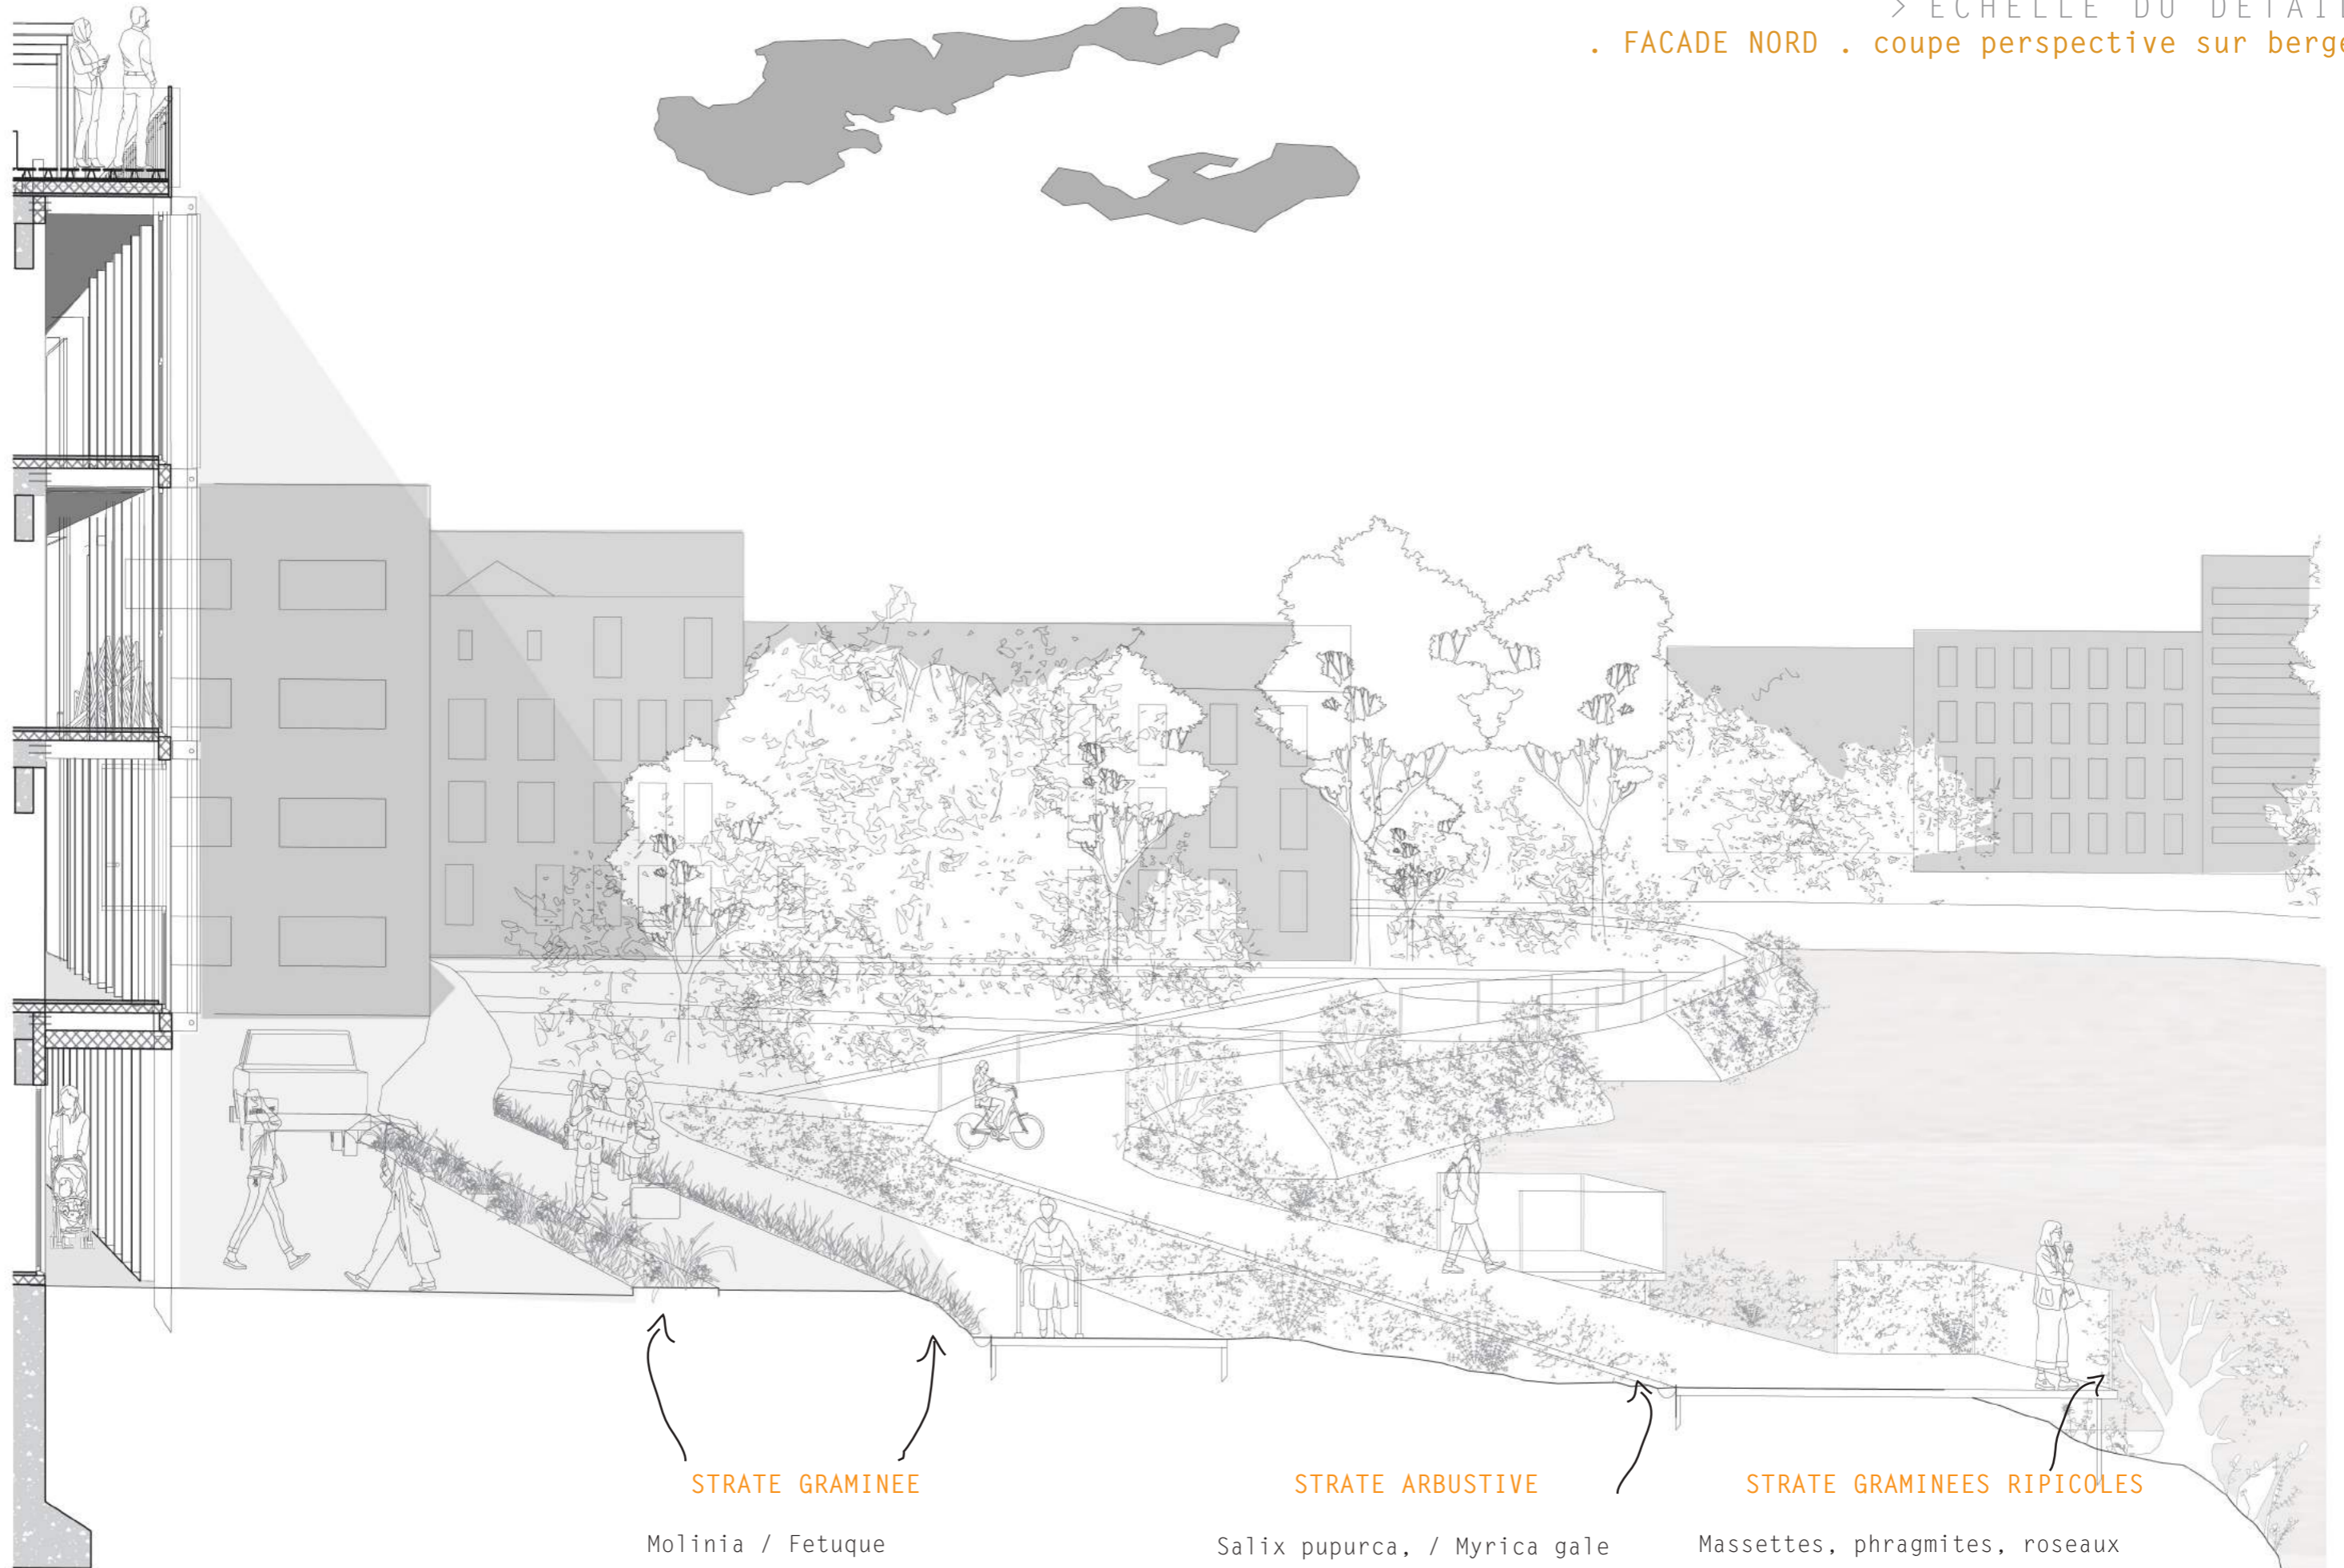 > ECHELLE DU DETAIL
. FACADE NORD . coupe perspective sur berge
STRATE GRAMINEE
Molinia / Fetuque
STRATE ARBUSTIVE
Salix pupurca, / Myrica gale
STRATE GRAMINEES RIPICOLES
Massettes, phragmites, roseaux